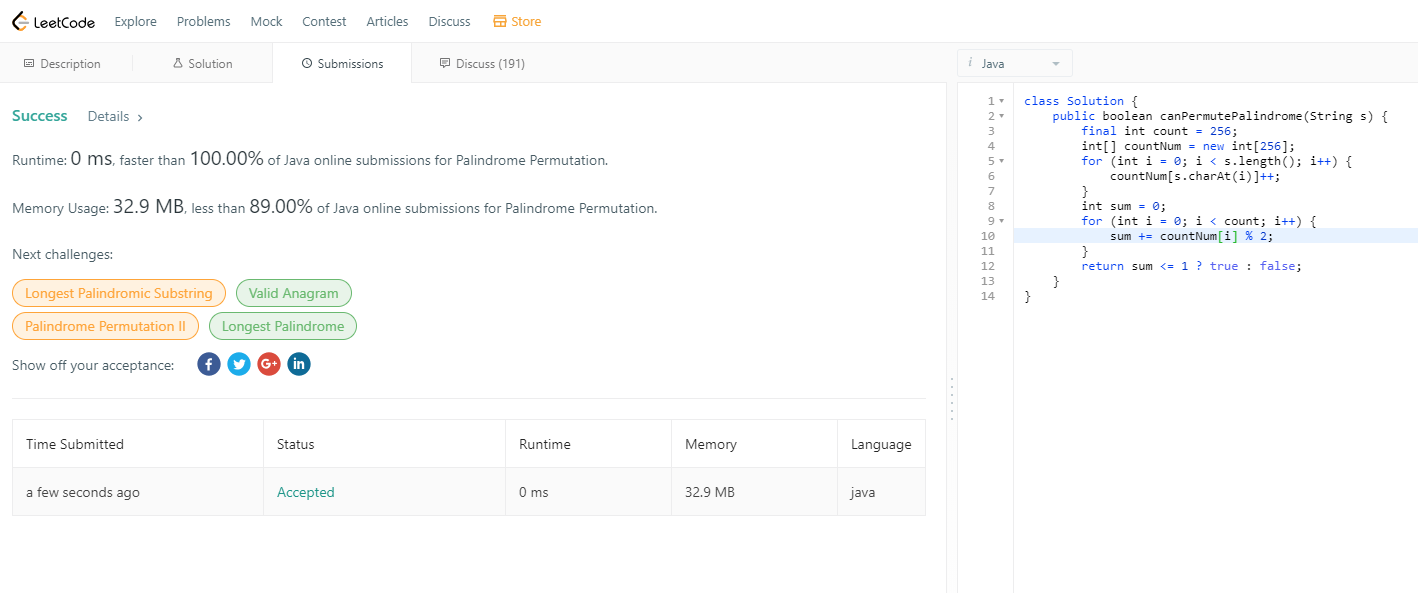 LeetCode Explore Problems Mock Contest Articles Discuss Store
Description Solution Submissions Discuss (191)
Success Details ›
Runtime: 0 ms, faster than 100.00% of Java online submissions for Palindrome Permutation.
Memory Usage: 32.9 MB, less than 89.00% of Java online submissions for Palindrome Permutation.
Next challenges:
Longest Palindromic Substring Valid Anagram
Palindrome Permutation II Longest Palindrome
Show off your acceptance: f G+ in
Time Submitted Status Runtime Memory Language
a few seconds ago Accepted 0 ms 32.9 MB java
i Java
1 class Solution {
2     public boolean canPermutePalindrome(String s) {
3         final int count = 256;
4         int[] countNum = new int[256];
5         for (int i = 0; i < s.length(); i++) {
6             countNum[s.charAt(i)]++;
7         }
8         int sum = 0;
9         for (int i = 0; i < count; i++) {
10             sum += countNum[i] % 2;
11         }
12         return sum <= 1 ? true : false;
13     }
14 }